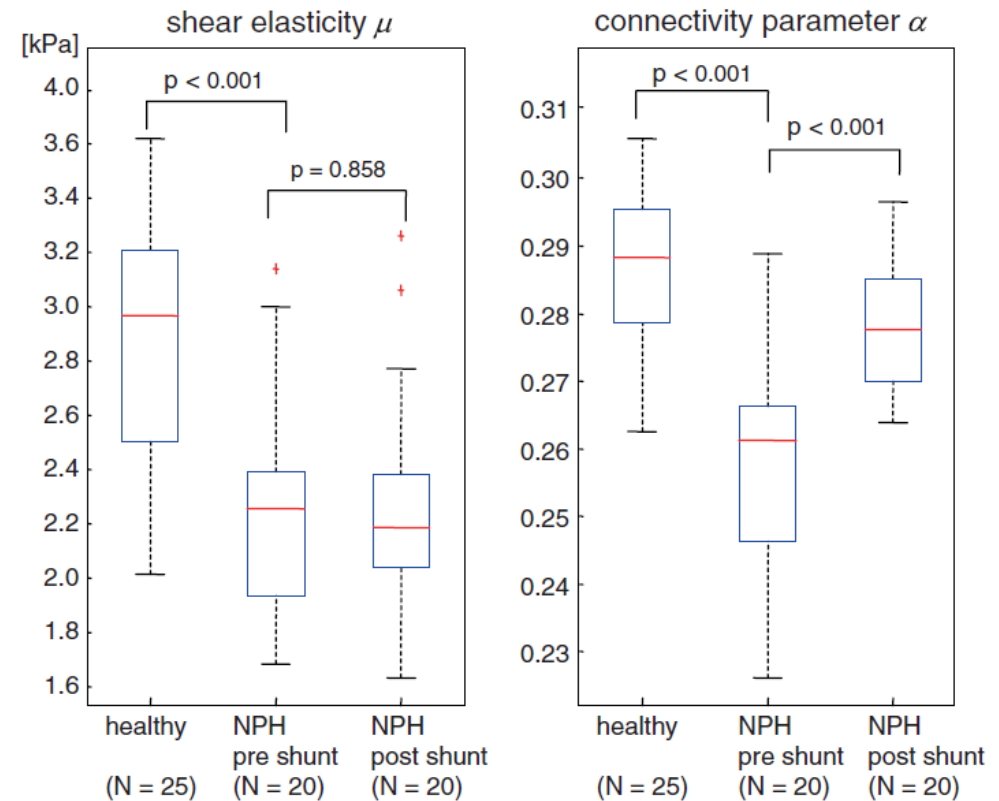 shear elasticity μ
[kPa]
p < 0.001
p = 0.858
4.0
3.6
3.4
3.2
3.0
2.8
2.6
2.4
2.2
2.0
1.8
1.6
healthy
(N = 25)
NPH
pre shunt
(N = 20)
NPH
post shunt
(N = 20)
connectivity parameter α
p < 0.001
p < 0.001
0.31
0.30
0.29
0.28
0.27
0.26
0.25
0.24
0.23
healthy
(N = 25)
NPH
pre shunt
(N = 20)
NPH
post shunt
(N = 20)